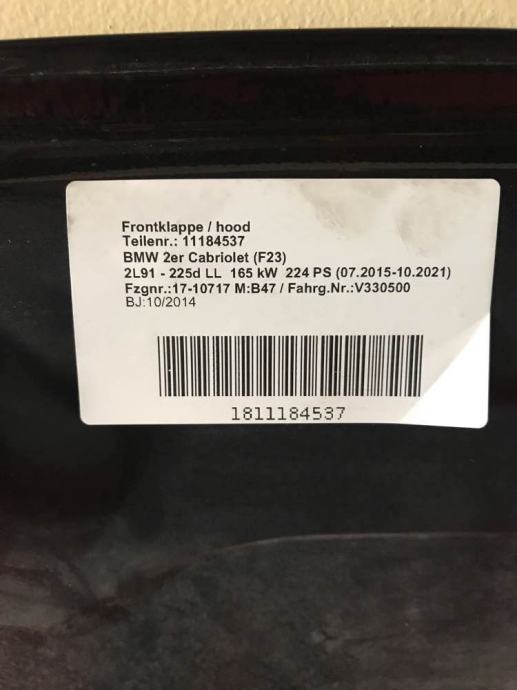 Frontklappe / hood
Teilenr.: 11184537
BMW 2er Cabriolet (F23)
2L91 - 225d LL 165 kW 224 PS (07.2015-10.2021)
Fzgnr.:17-10717 M:B47 / Fahrg.Nr.:V330500
BJ:10/2014
1811184537